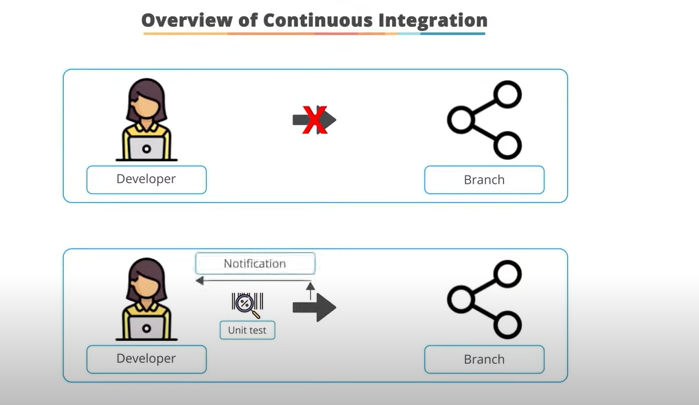 Overview of Continuous Integration
Developer
Branch
Notification
Unit test
Developer
Branch